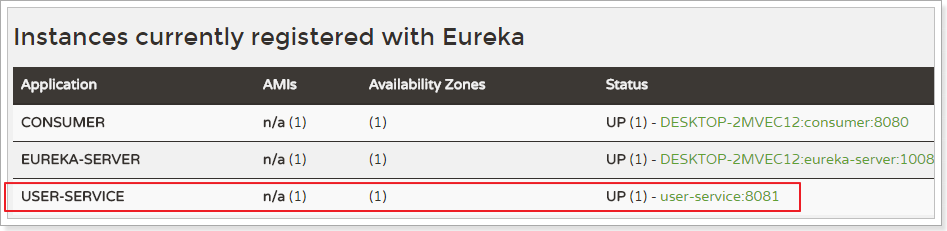 Instances currently registered with Eureka
Application AMIs Availability Zones Status
CONSUMER n/a (1) (1) UP (1) - DESKTOP-2MVEC12:consumer:8080
EUREKA-SERVER n/a (1) (1) UP (1) - DESKTOP-2MVEC12:eureka-server:1008
USER-SERVICE n/a (1) (1) UP (1) - user-service:8081